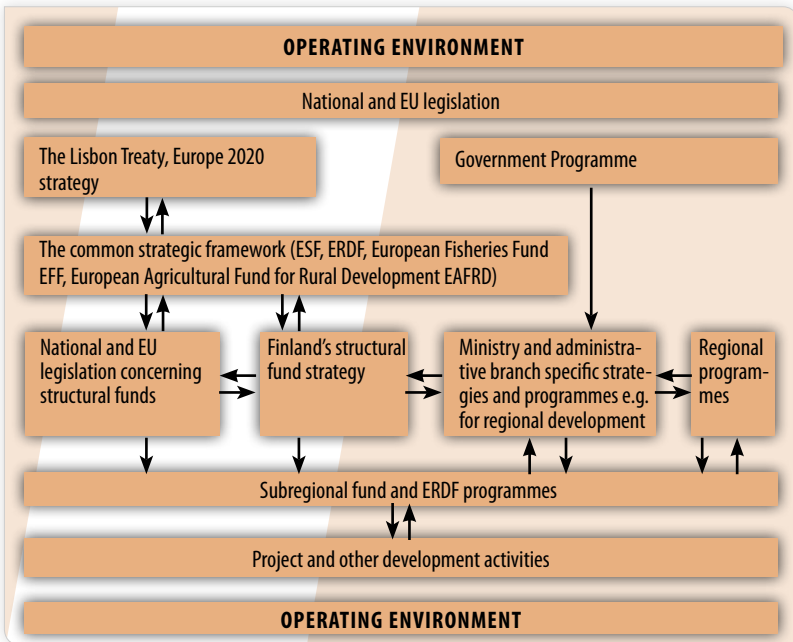 OPERATING ENVIRONMENT
National and EU legislation
The Lisbon Treaty, Europe 2020
strategy
Government Programme
The common strategic framework (ESF, ERDF, European Fisheries Fund
EFF, European Agricultural Fund for Rural Development EAFRD)
National and EU
legislation concerning
structural funds
Finland's structural
fund strategy
Ministry and administra-
tive branch specific strate-
gies and programmes e.g.
for regional development
Regional
program-
mes
Subregional fund and ERDF programmes
Project and other development activities
OPERATING ENVIRONMENT